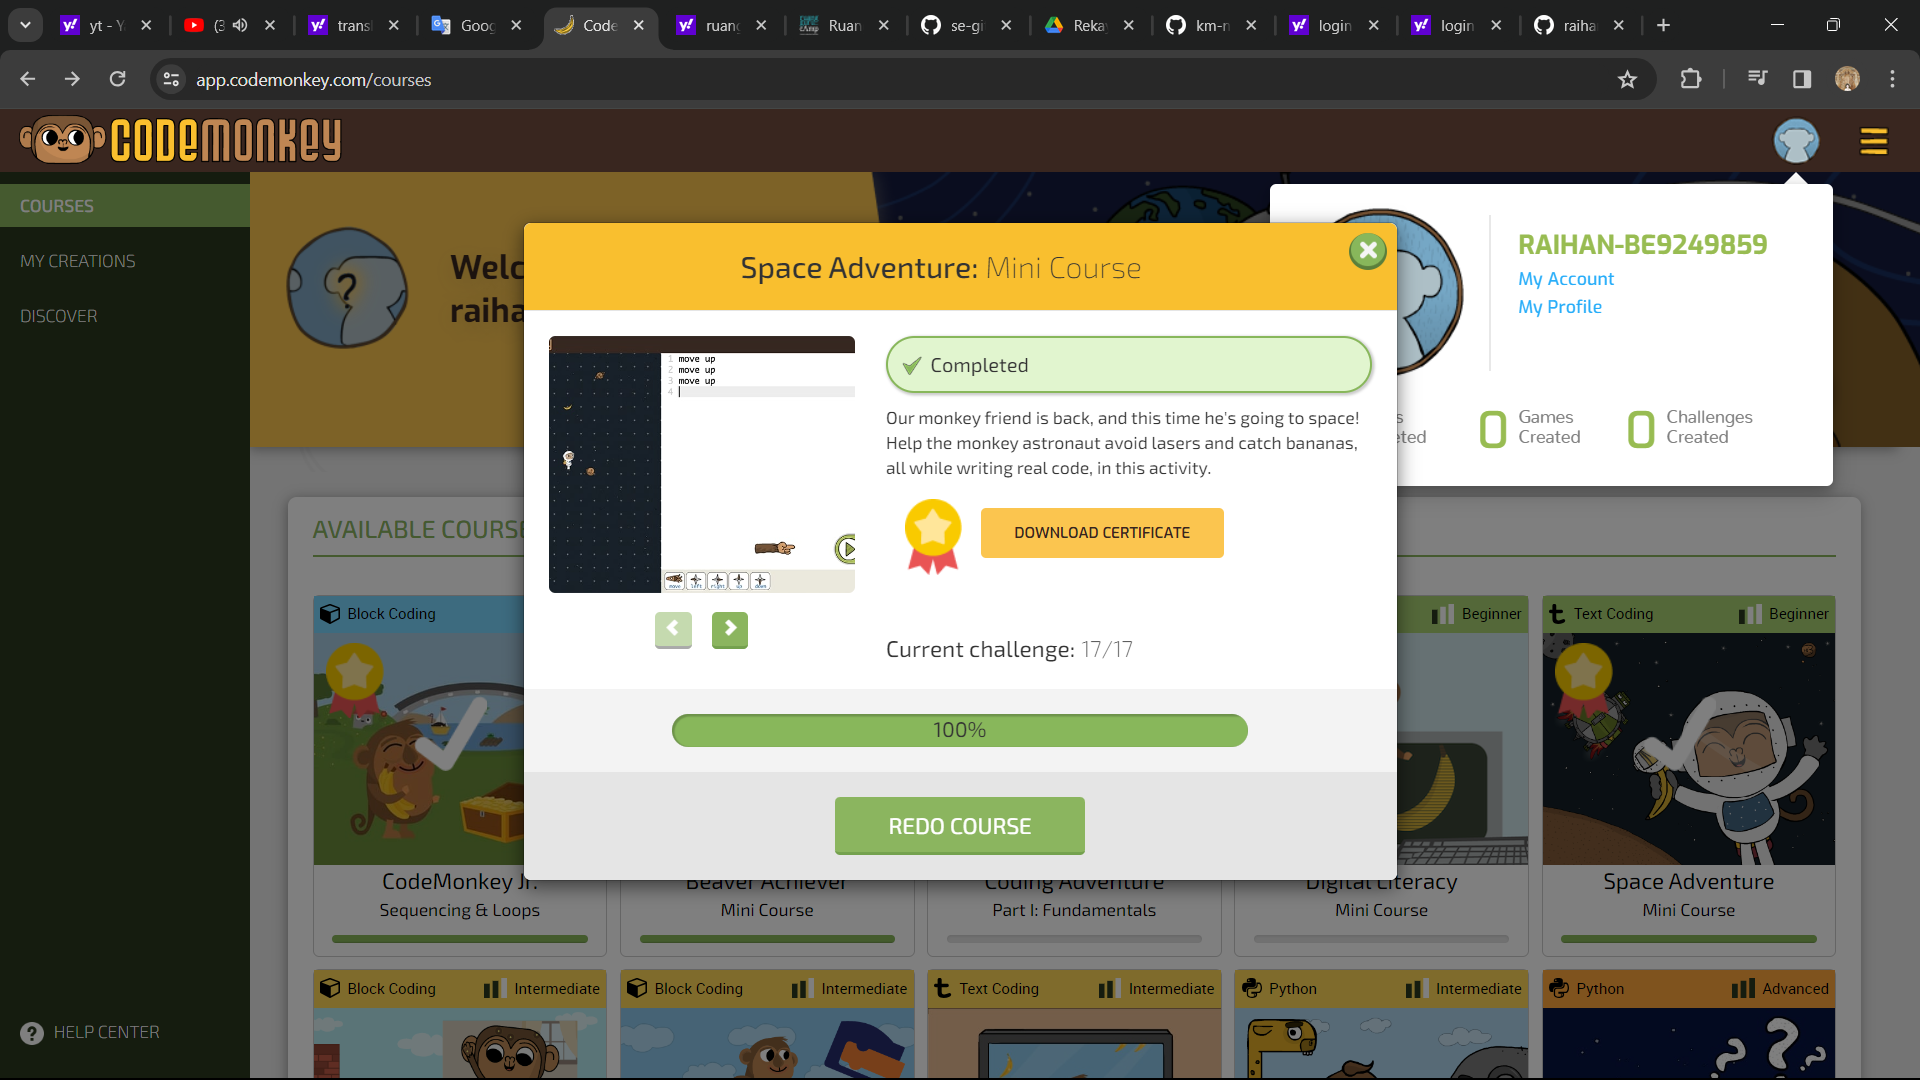 yt - Y
(3
transl
Goog
Code
ruang
Ruan
se-gi
Reka
km-n
login
login
raiha
app.codemonkey.com/courses
CODEMONKEY
COURSES
MY CREATIONS
DISCOVER
HELP CENTER
Welc
raiha
RAIHAN-BE9249859
My Account
My Profile
0 Games Created
0 Challenges Created
Space Adventure: Mini Course
1 move up
2 move up
3 move up
4
move left right up down
Completed
Our monkey friend is back, and this time he's going to space!
Help the monkey astronaut avoid lasers and catch bananas,
all while writing real code, in this activity.
DOWNLOAD CERTIFICATE
Current challenge: 17/17
100%
REDO COURSE
AVAILABLE COURSE
Block Coding
Beginner
Text Coding
Beginner
CodeMonkey Jr.
Sequencing & Loops
Beaver Achiever
Mini Course
Coding Adventure
Part I: Fundamentals
Digital Literacy
Mini Course
Space Adventure
Mini Course
Block Coding
Intermediate
Block Coding
Intermediate
Text Coding
Intermediate
Python
Intermediate
Python
Advanced